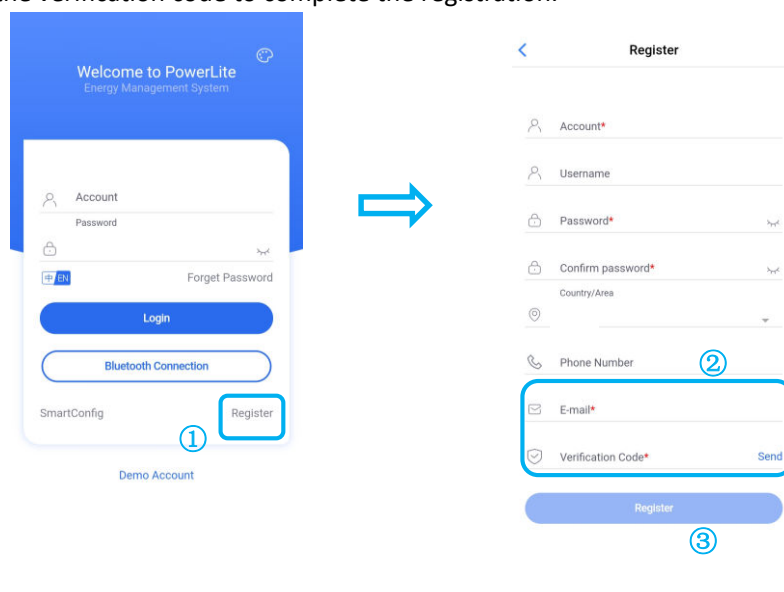 the verification code to complete the registration.
Welcome to PowerLite
Energy Management System
Account
Password
中/EN
Forget Password
Login
Bluetooth Connection
SmartConfig
Register
①
Demo Account
Register
Account*
Username
Password*
Confirm password*
Country/Area
Phone Number
②
E-mail*
Verification Code*
Send
Register
③